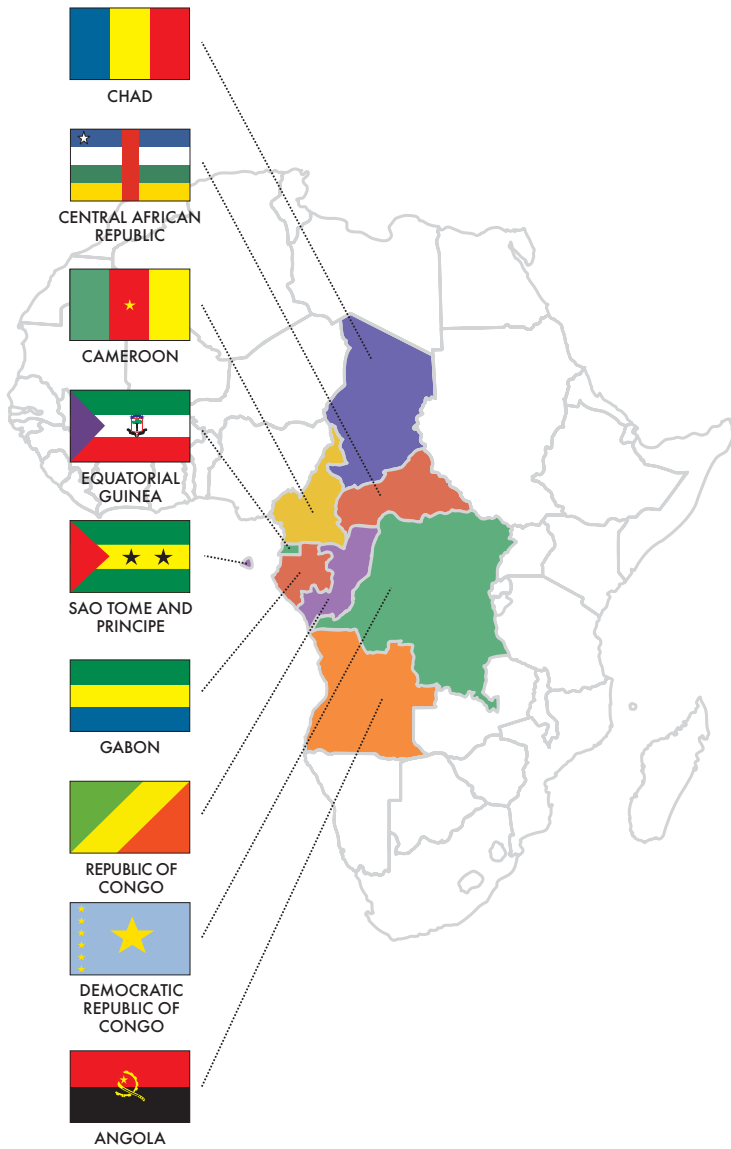 CHAD
CENTRAL AFRICAN
REPUBLIC
CAMEROON
EQUATORIAL
GUINEA
SAO TOME AND
PRINCIPE
GABON
REPUBLIC OF
CONGO
DEMOCRATIC
REPUBLIC OF
CONGO
ANGOLA